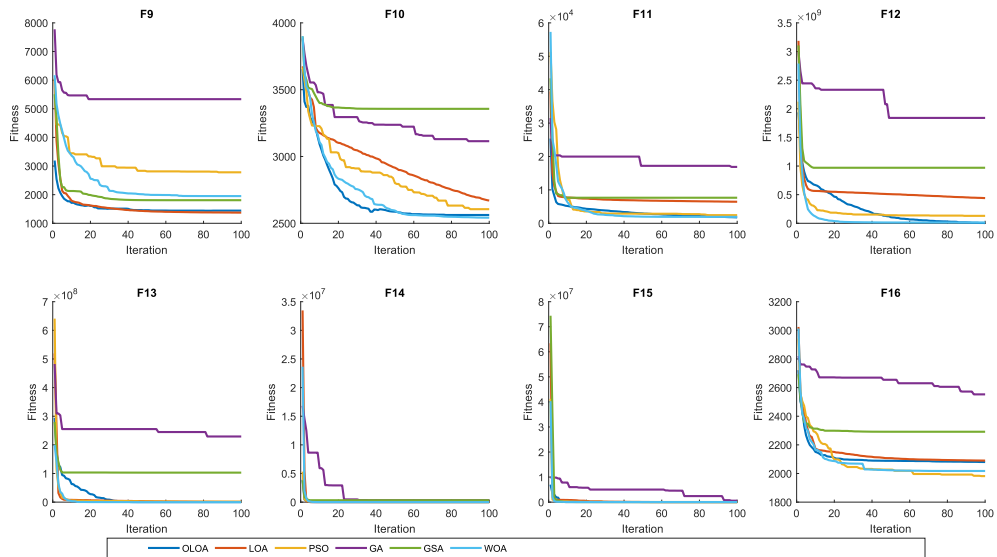 F9
8000
7000
6000
5000
4000
3000
2000
1000
Fitness
0 20 40 60 80 100
Iteration
F10
4000
3500
3000
2500
Fitness
0 20 40 60 80 100
Iteration
F11
×10^4
6
5
4
3
2
1
0
Fitness
0 20 40 60 80 100
Iteration
F12
×10^9
3.5
3
2.5
2
1.5
1
0.5
0
Fitness
0 20 40 60 80 100
Iteration
F13
×10^8
7
6
5
4
3
2
1
0
Fitness
0 20 40 60 80 100
Iteration
F14
×10^7
3.5
3
2.5
2
1.5
1
0.5
0
Fitness
0 20 40 60 80 100
Iteration
F15
×10^7
8
7
6
5
4
3
2
1
0
Fitness
0 20 40 60 80 100
Iteration
F16
3200
3000
2800
2600
2400
2200
2000
1800
Fitness
0 20 40 60 80 100
Iteration
OLOA LOA PSO GA GSA WOA